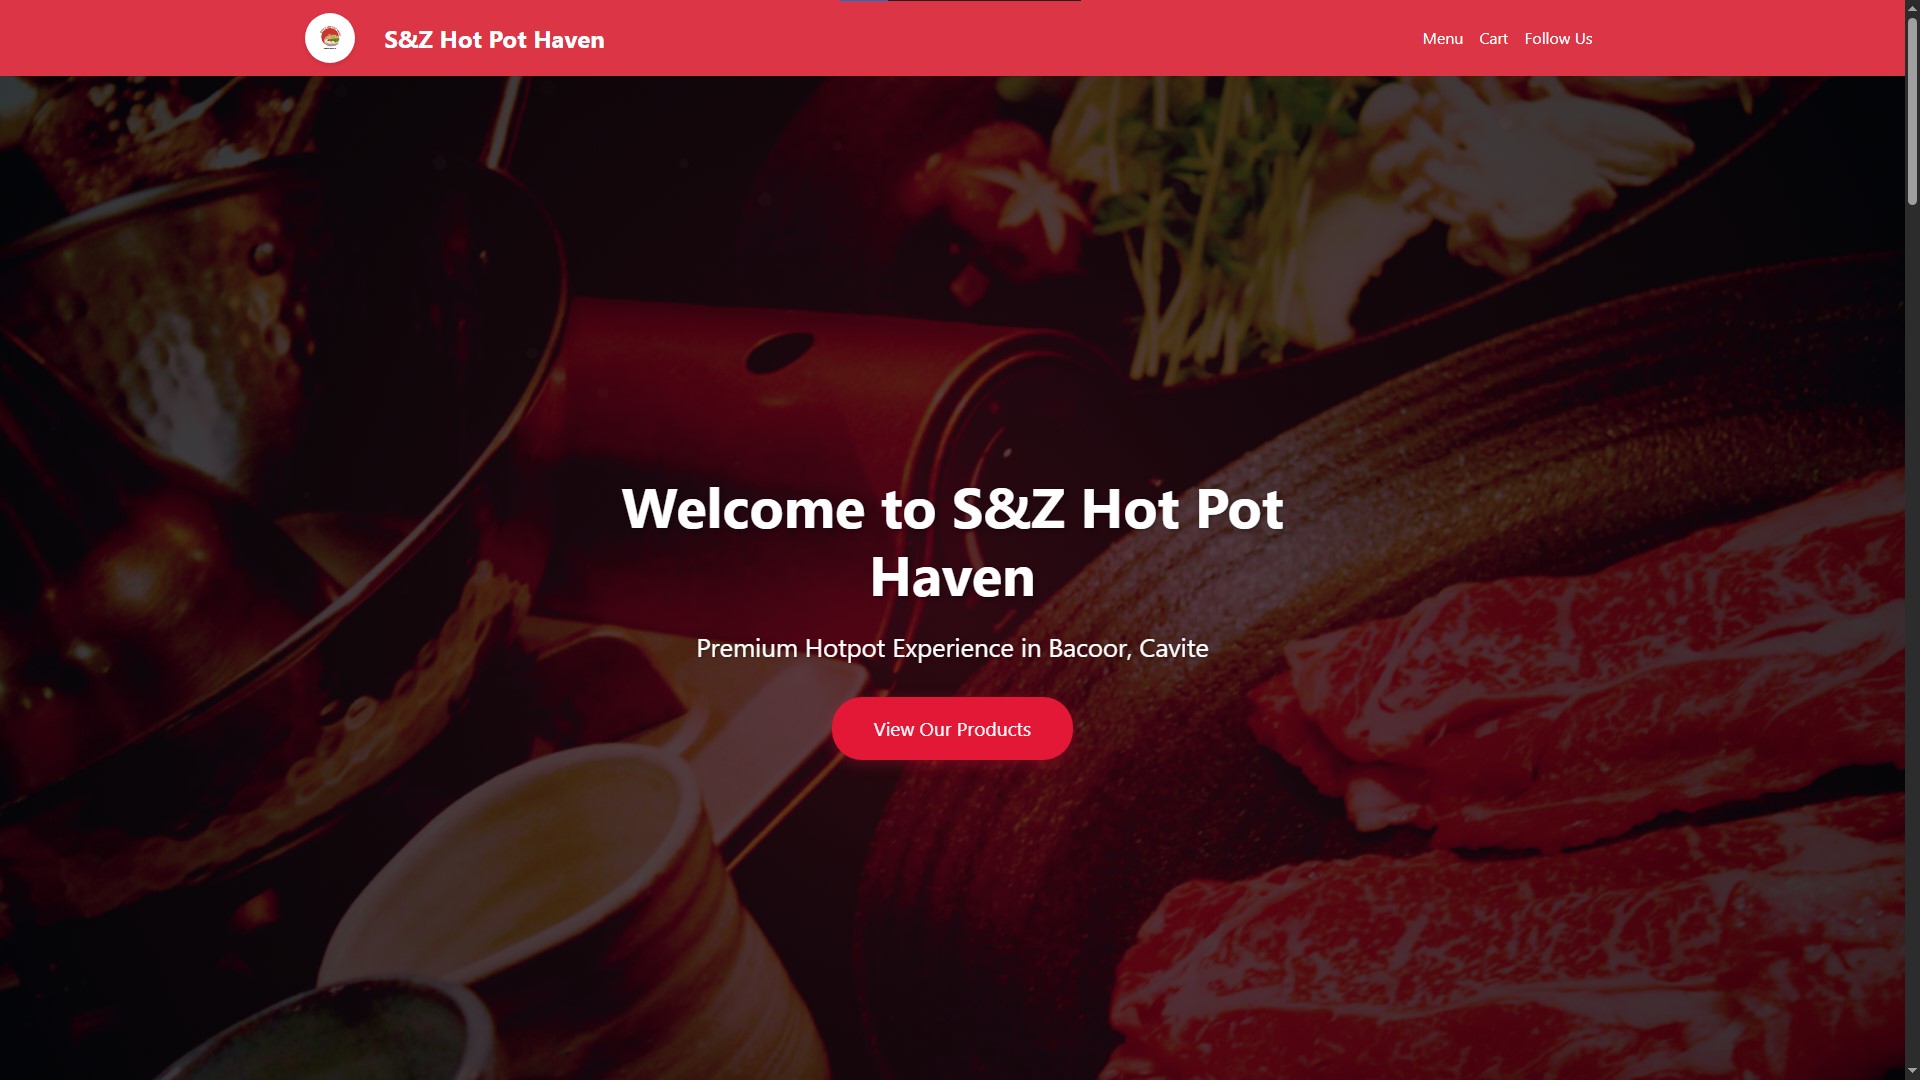 S&Z Hot Pot Haven
Menu Cart Follow Us
Welcome to S&Z Hot Pot
Haven
Premium Hotpot Experience in Bacoor, Cavite
View Our Products